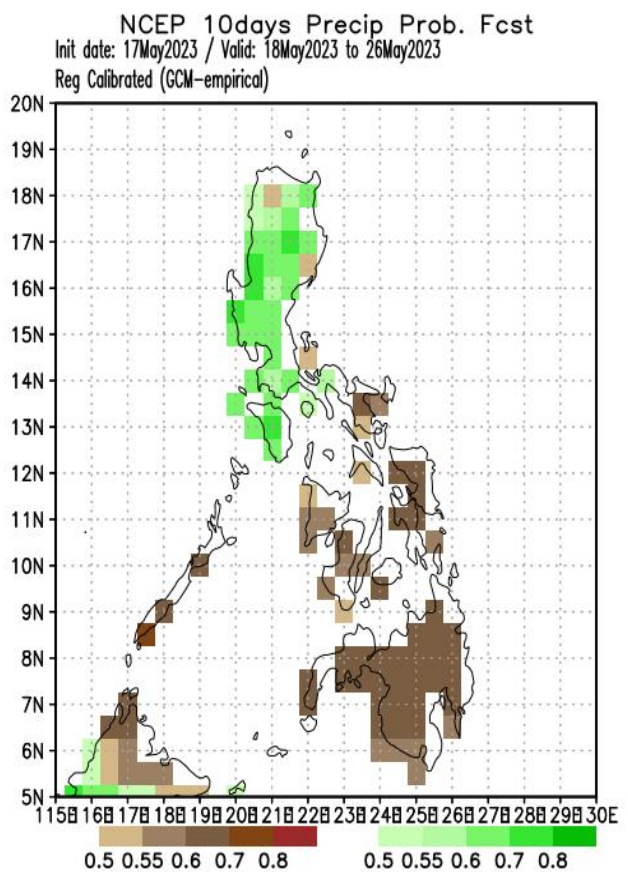 NCEP 10days Precip Prob. Fcst
Init date: 17May2023 / Valid: 18May2023 to 26May2023
Reg Calibrated (GCM-empirical)
20N
19N
18N
17N
16N
15N
14N
13N
12N
11N
10N
9N
8N
7N
6N
5N
115E 116E 117E 118E 119E 120E 121E 122E 123E 124E 125E 126E 127E 128E 129E 130E
0.5 0.55 0.6 0.7 0.8 0.5 0.55 0.6 0.7 0.8